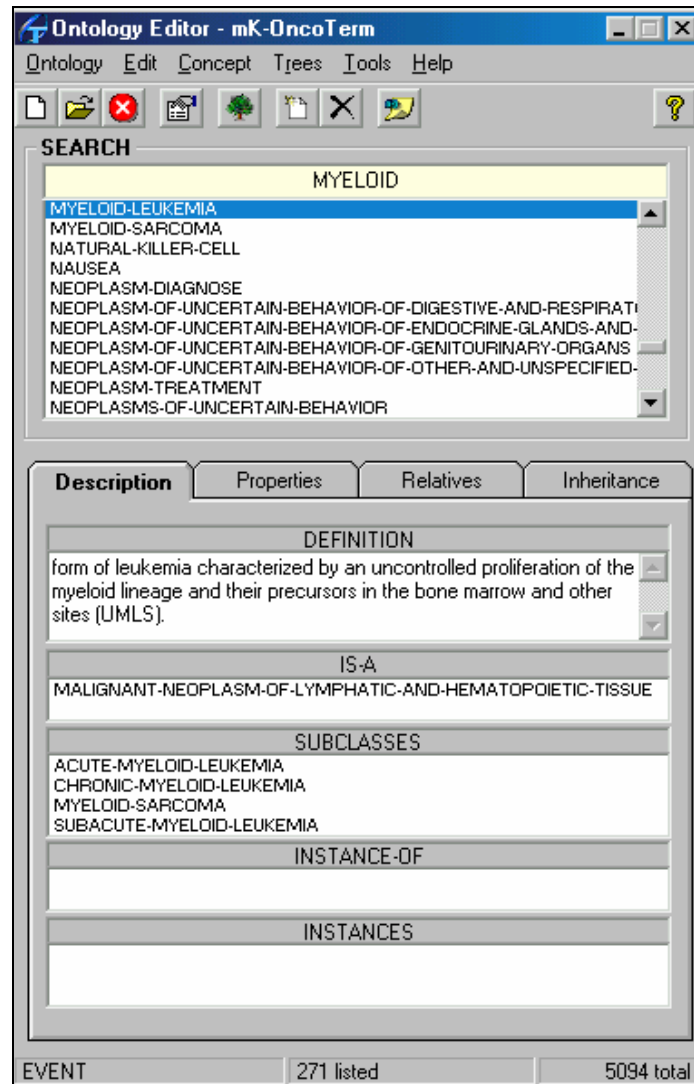 Ontology Editor - mK-OncoTerm
Ontology Edit Concept Trees Tools Help
SEARCH
MYELOID
MYELOID-LEUKEMIA
MYELOID-SARCOMA
NATURAL-KILLER-CELL
NAUSEA
NEOPLASM-DIAGNOSE
NEOPLASM-OF-UNCERTAIN-BEHAVIOR-OF-DIGESTIVE-AND-RESPIRAT
NEOPLASM-OF-UNCERTAIN-BEHAVIOR-OF-ENDOCRINE-GLANDS-AND-
NEOPLASM-OF-UNCERTAIN-BEHAVIOR-OF-GENITOURINARY-ORGANS
NEOPLASM-OF-UNCERTAIN-BEHAVIOR-OF-OTHER-AND-UNSPECIFIED-
NEOPLASM-TREATMENT
NEOPLASMS-OF-UNCERTAIN-BEHAVIOR
Description Properties Relatives Inheritance
DEFINITION
form of leukemia characterized by an uncontrolled proliferation of the
myeloid lineage and their precursors in the bone marrow and other
sites (UMLS).
IS-A
MALIGNANT-NEOPLASM-OF-LYMPHATIC-AND-HEMATOPOIETIC-TISSUE
SUBCLASSES
ACUTE-MYELOID-LEUKEMIA
CHRONIC-MYELOID-LEUKEMIA
MYELOID-SARCOMA
SUBACUTE-MYELOID-LEUKEMIA
INSTANCE-OF
INSTANCES
EVENT 271 listed 5094 total